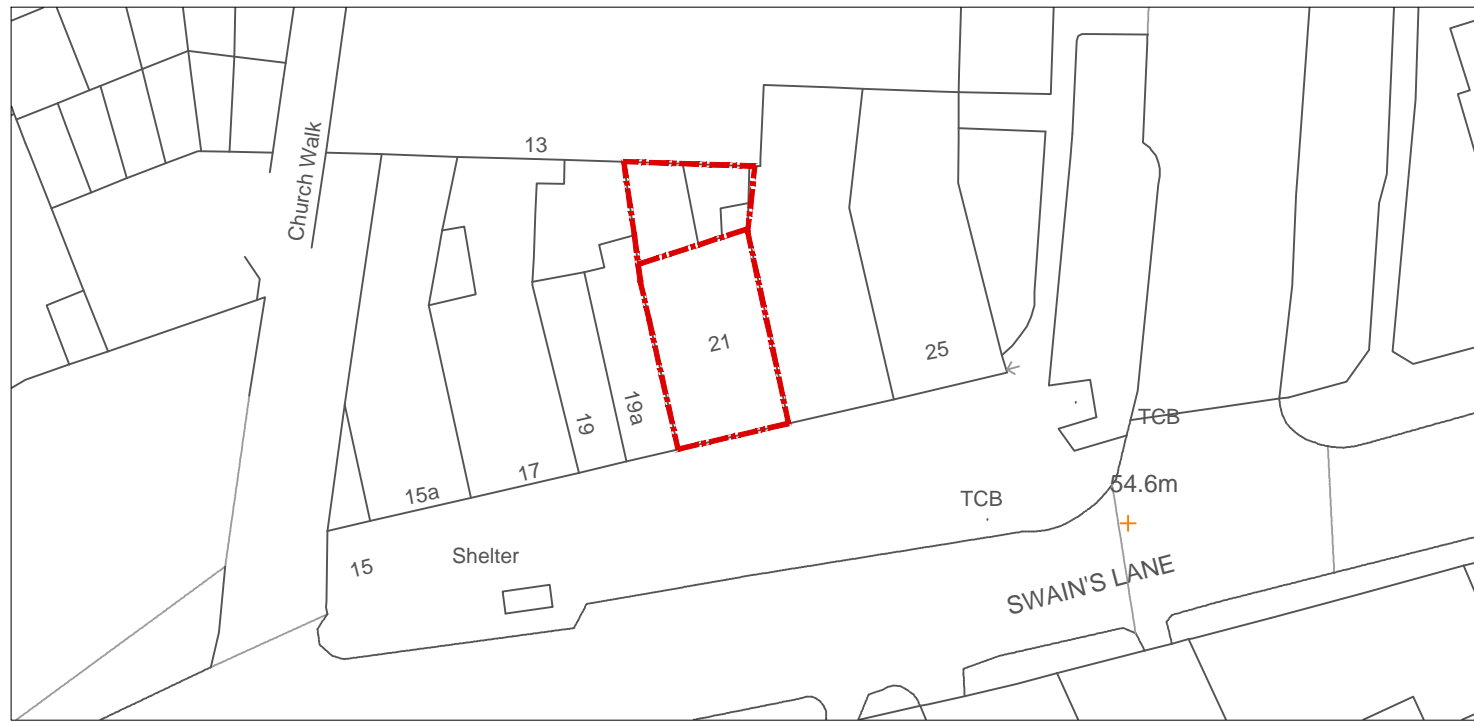 Church Walk
13
21
25
19a
19
17
15a
15
Shelter
TCB
TCB
54.6m
SWAIN'S LANE